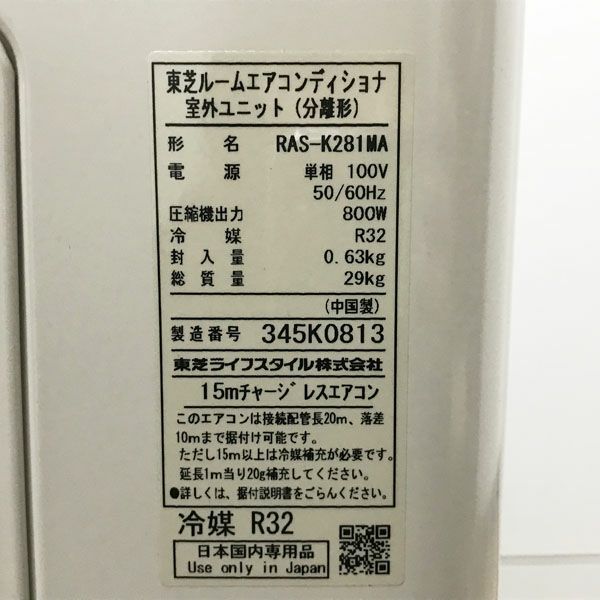 東芝ルームエアコンディショナ
室外ユニット(分離形)
形名 RAS-K281MA
電源 単相 100V
50/60Hz
圧縮機出力 800W
冷媒 R32
封入量 0.63kg
総質量 29kg
(中国製)
製造番号 345K0813
東芝ライフスタイル株式会社
15mチャージレスエアコン
このエアコンは接続配管長20m、落差
10mまで据付け可能です。
ただし15m以上は冷媒補充が必要です。
延長1m当り20g補充してください。
●詳しくは、据付説明書をごらんください。
冷媒 R32
日本国内専用品
Use only in Japan